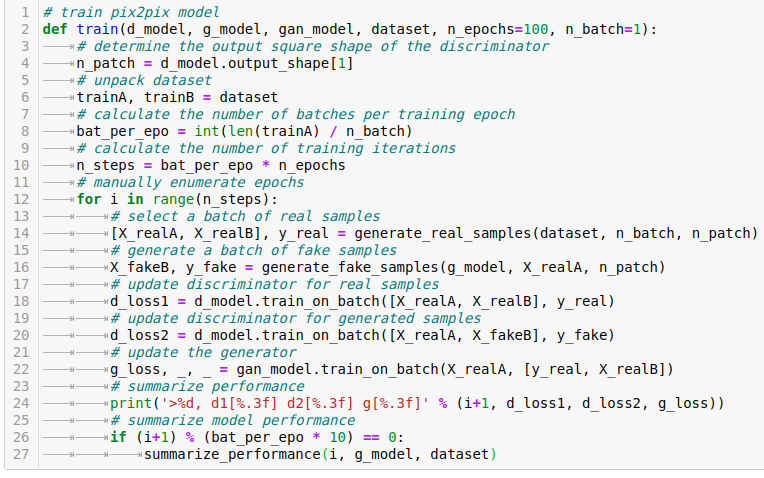 1 # train pix2pix model
2 def train(d_model, g_model, gan_model, dataset, n_epochs=100, n_batch=1):
3 # determine the output square shape of the discriminator
4 n_patch = d_model.output_shape[1]
5 # unpack dataset
6 trainA, trainB = dataset
7 # calculate the number of batches per training epoch
8 bat_per_epo = int(len(trainA) / n_batch)
9 # calculate the number of training iterations
10 n_steps = bat_per_epo * n_epochs
11 # manually enumerate epochs
12 for i in range(n_steps):
13 # select a batch of real samples
14 [X_realA, X_realB], y_real = generate_real_samples(dataset, n_batch, n_patch)
15 # generate a batch of fake samples
16 X_fakeB, y_fake = generate_fake_samples(g_model, X_realA, n_patch)
17 # update discriminator for real samples
18 d_loss1 = d_model.train_on_batch([X_realA, X_realB], y_real)
19 # update discriminator for generated samples
20 d_loss2 = d_model.train_on_batch([X_realA, X_fakeB], y_fake)
21 # update the generator
22 g_loss, _, _ = gan_model.train_on_batch(X_realA, [y_real, X_realB])
23 # summarize performance
24 print('>%d, d1[%.3f] d2[%.3f] g[%.3f]' % (i+1, d_loss1, d_loss2, g_loss))
25 # summarize model performance
26 if (i+1) % (bat_per_epo * 10) == 0:
27 summarize_performance(i, g_model, dataset)